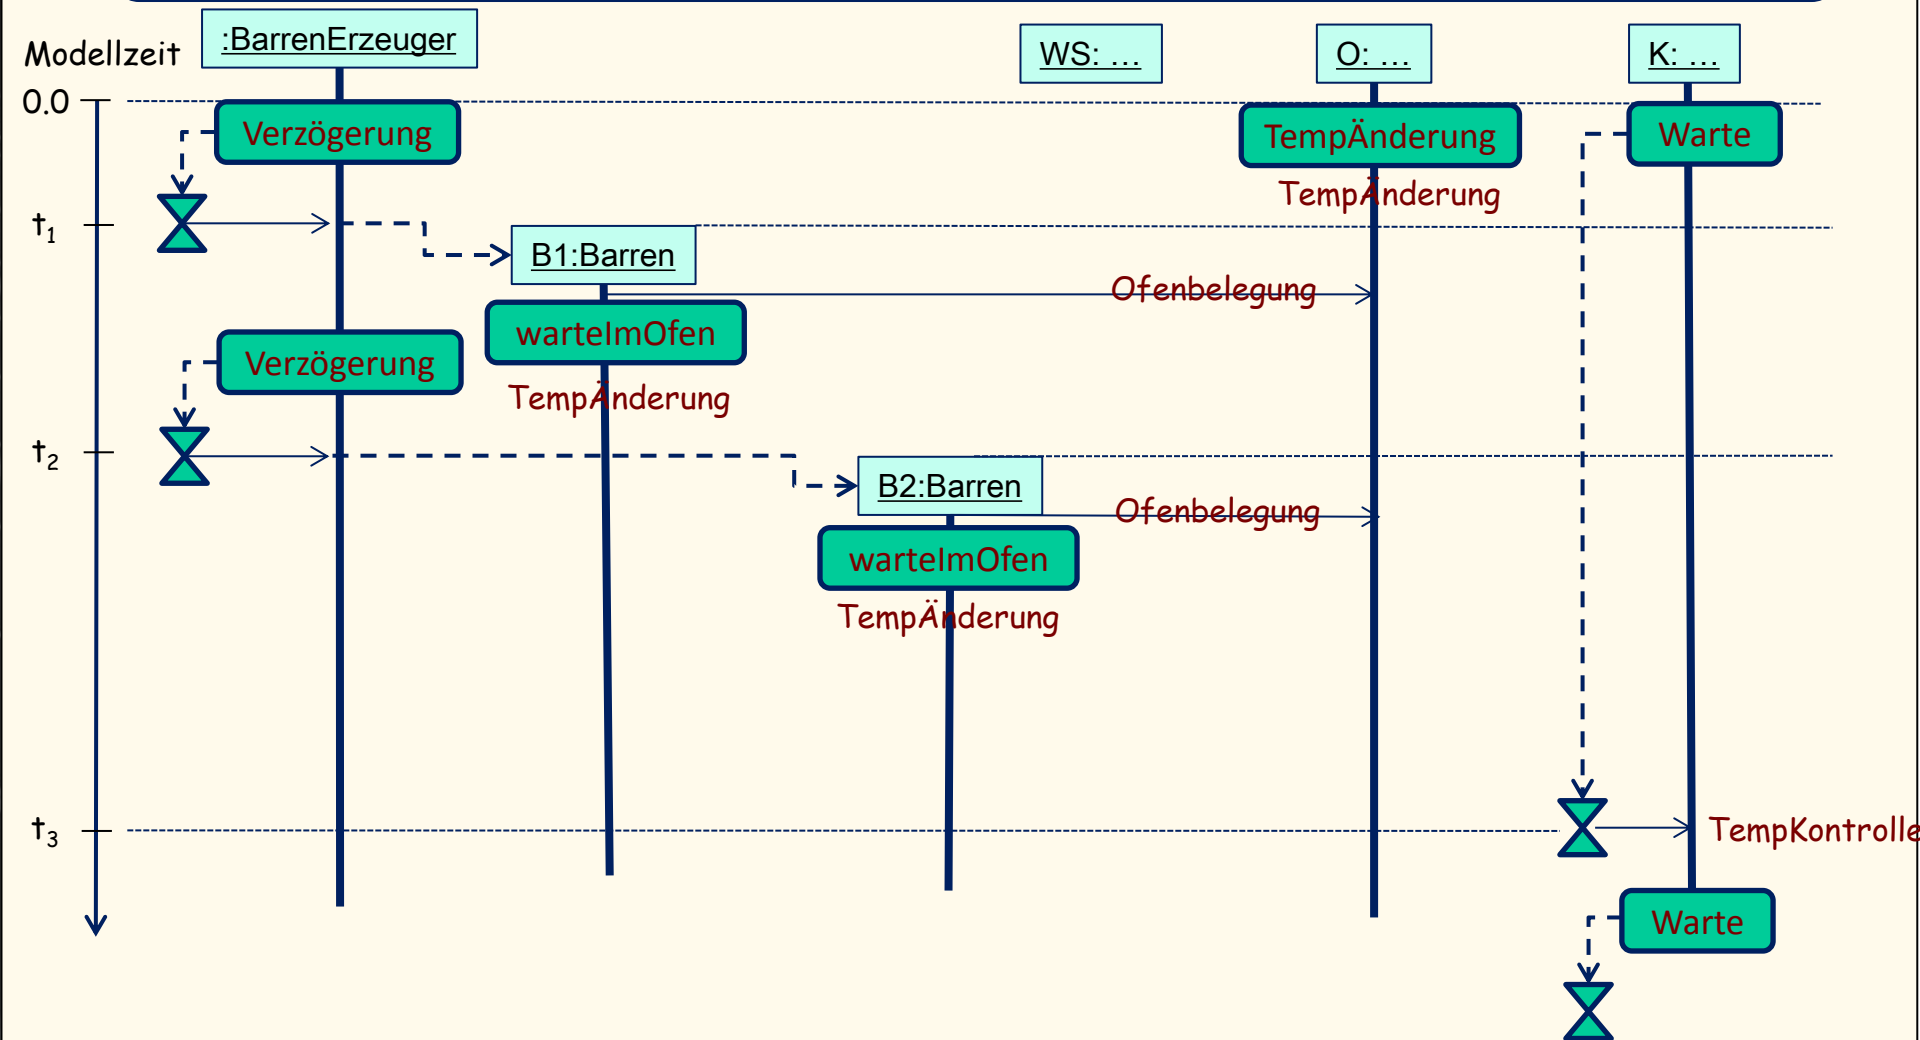 :BarrenErzeuger
WS: …
O: …
K: …
Modellzeit
0.0
Verzögerung
TempÄnderung
Warte
TempÄnderung
t1
B1:Barren
Ofenbelegung
warteImOfen
Verzögerung
TempÄnderung
t2
B2:Barren
Ofenbelegung
warteImOfen
TempÄnderung
t3
TempKontrolle
Warte